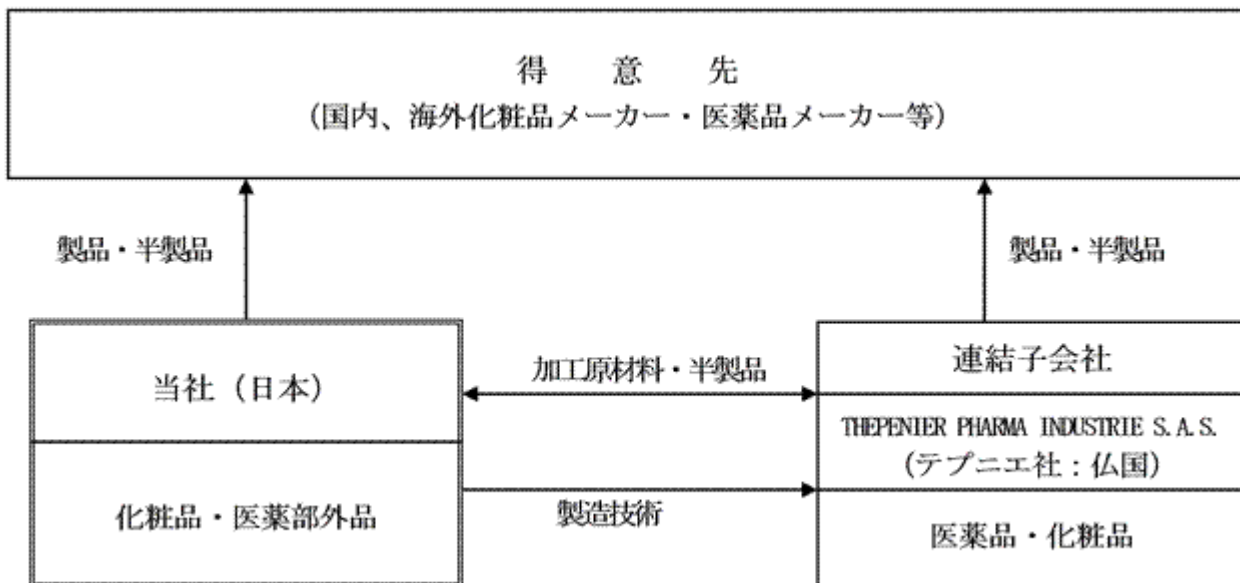 得 意 先
(国内、海外化粧品メーカー・医薬品メーカー等)
製品・半製品
製品・半製品
当社(日本)
加工原材料・半製品
連結子会社
THEPENIER PHARMA INDUSTRIE S.A.S.
(テプニエ社:仏国)
化粧品・医薬部外品
製造技術
医薬品・化粧品